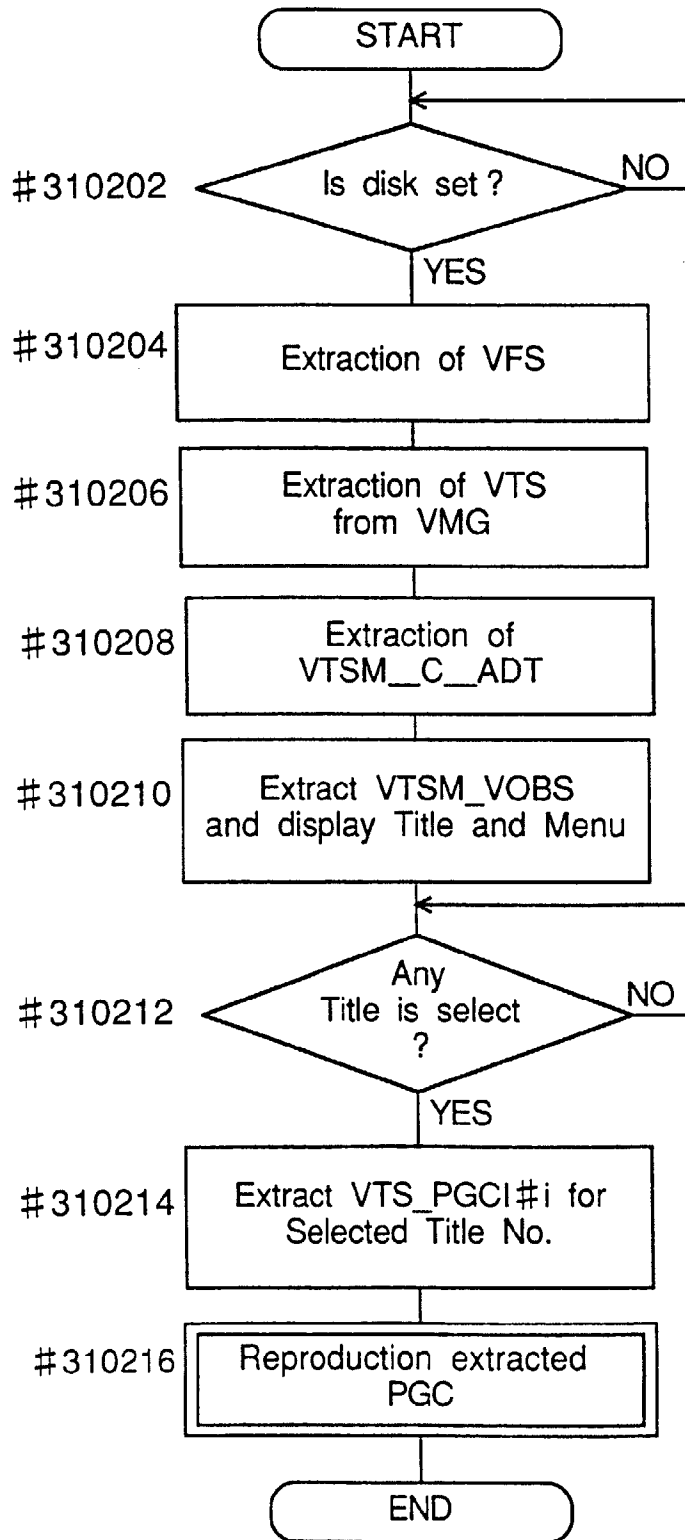 START
#310202
Is disk set?
NO
YES
#310204
Extraction of VFS
#310206
Extraction of VTS
from VMG
#310208
Extraction of
VTSM__C__ADT
#310210
Extract VTSM_VOBS
and display Title and Menu
#310212
Any
Title is select
?
NO
YES
#310214
Extract VTS_PGCI#i for
Selected Title No.
#310216
Reproduction extracted
PGC
END